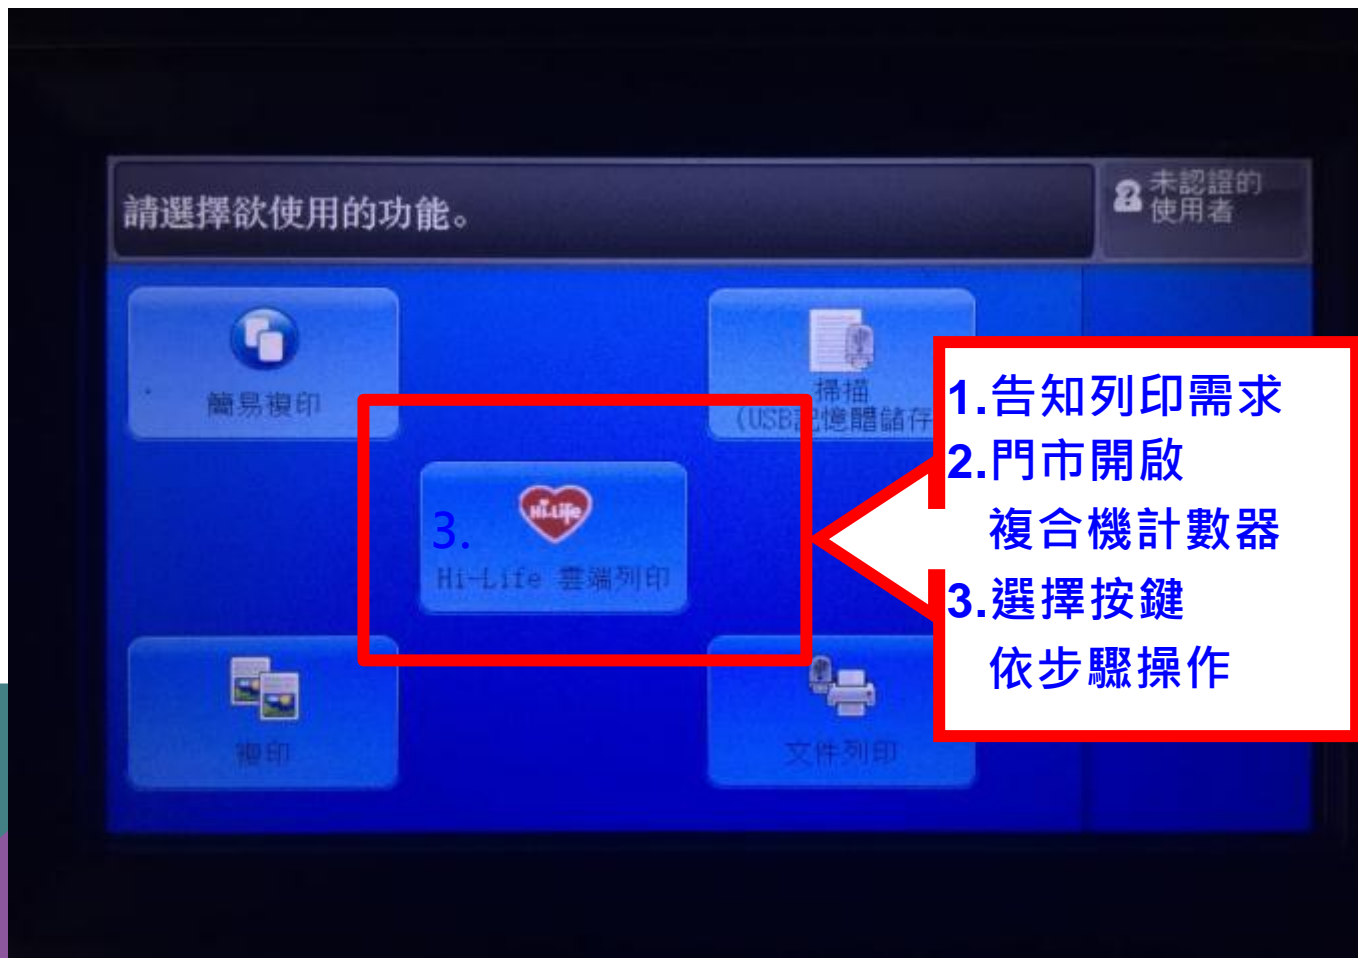 請選擇欲使用的功能。
未認證的
使用者
簡易複印
掃描
(USB記憶體儲存
3.
Hi-Life
Hi-Life 雲端列印
複印
文件列印
1.告知列印需求
2.門市開啟
複合機計數器
3.選擇按鍵
依步驟操作